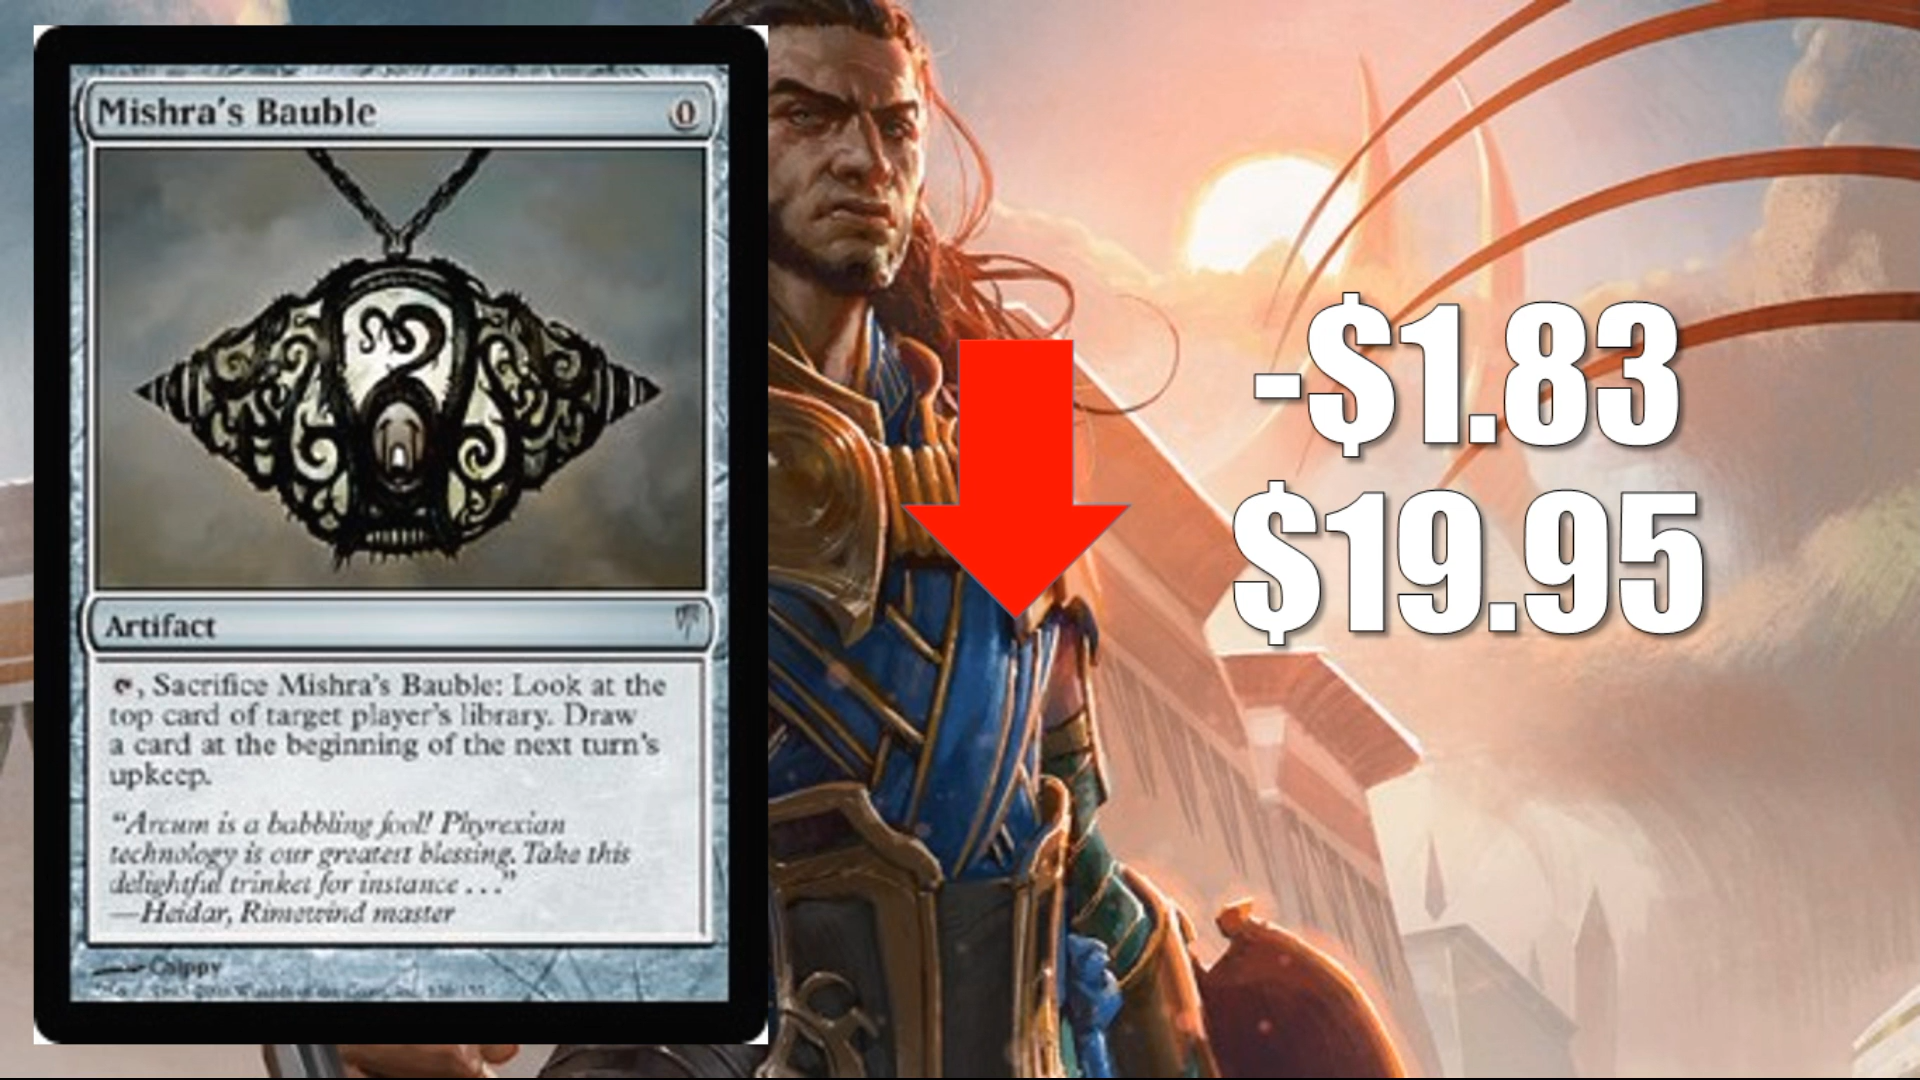 Mishra's Bauble 0
Artifact
, Sacrifice Mishra's Bauble: Look at the
top card of target player's library. Draw
a card at the beginning of the next turn's
upkeep.
"Arcum is a babbling fool! Phyrexian
technology is our greatest blessing. Take this
delightful trinket for instance . . ."
—Heidar, Rimewind master
Chippy
-$1.83
$19.95